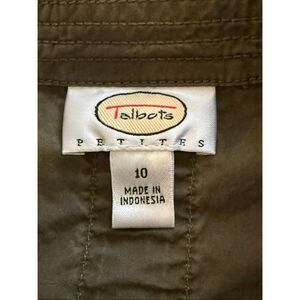 Talbots
PETITES
10
MADE IN
INDONESIA